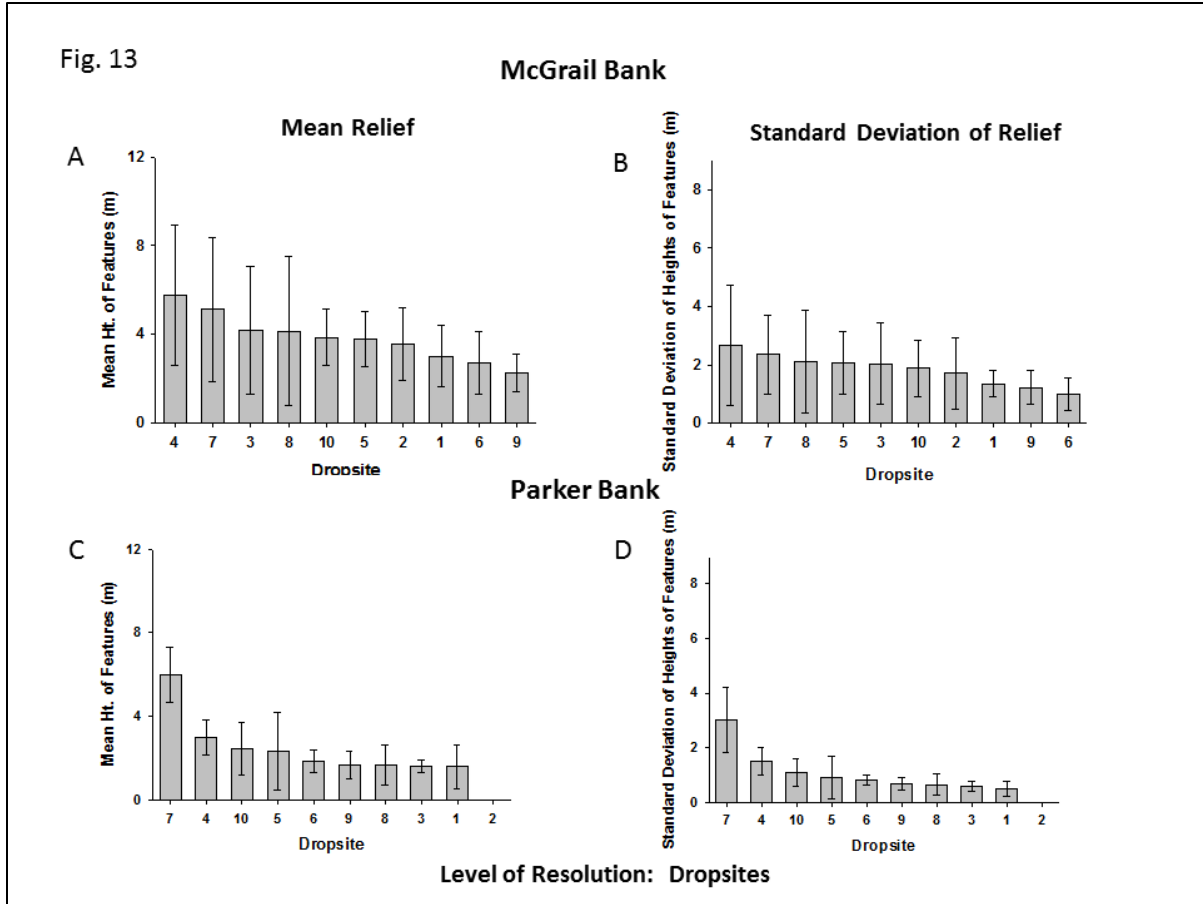 Fig. 13
McGrail Bank
Mean Relief
Standard Deviation of Relief
A
Mean Ht. of Features (m)
12
8
4
0
4 7 3 8 10 5 2 1 6 9
Dropsite
B
Standard Deviation of Heights of Features (m)
8
6
4
2
0
4 7 8 5 3 10 2 1 9 6
Dropsite
Parker Bank
C
Mean Ht. of Features (m)
12
8
4
0
7 4 10 5 6 9 8 3 1 2
Dropsite
D
Standard Deviation of Heights of Features (m)
8
6
4
2
0
7 4 10 5 6 9 8 3 1 2
Dropsite
Level of Resolution: Dropsites